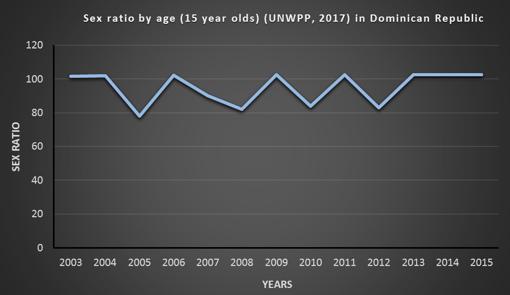 Sex ratio by age (15 year olds) (UNWPP, 2017) in Dominican Republic
120
100
80
60
40
20
0
SEX RATIO
2003 2004 2005 2006 2007 2008 2009 2010 2011 2012 2013 2014 2015
YEARS